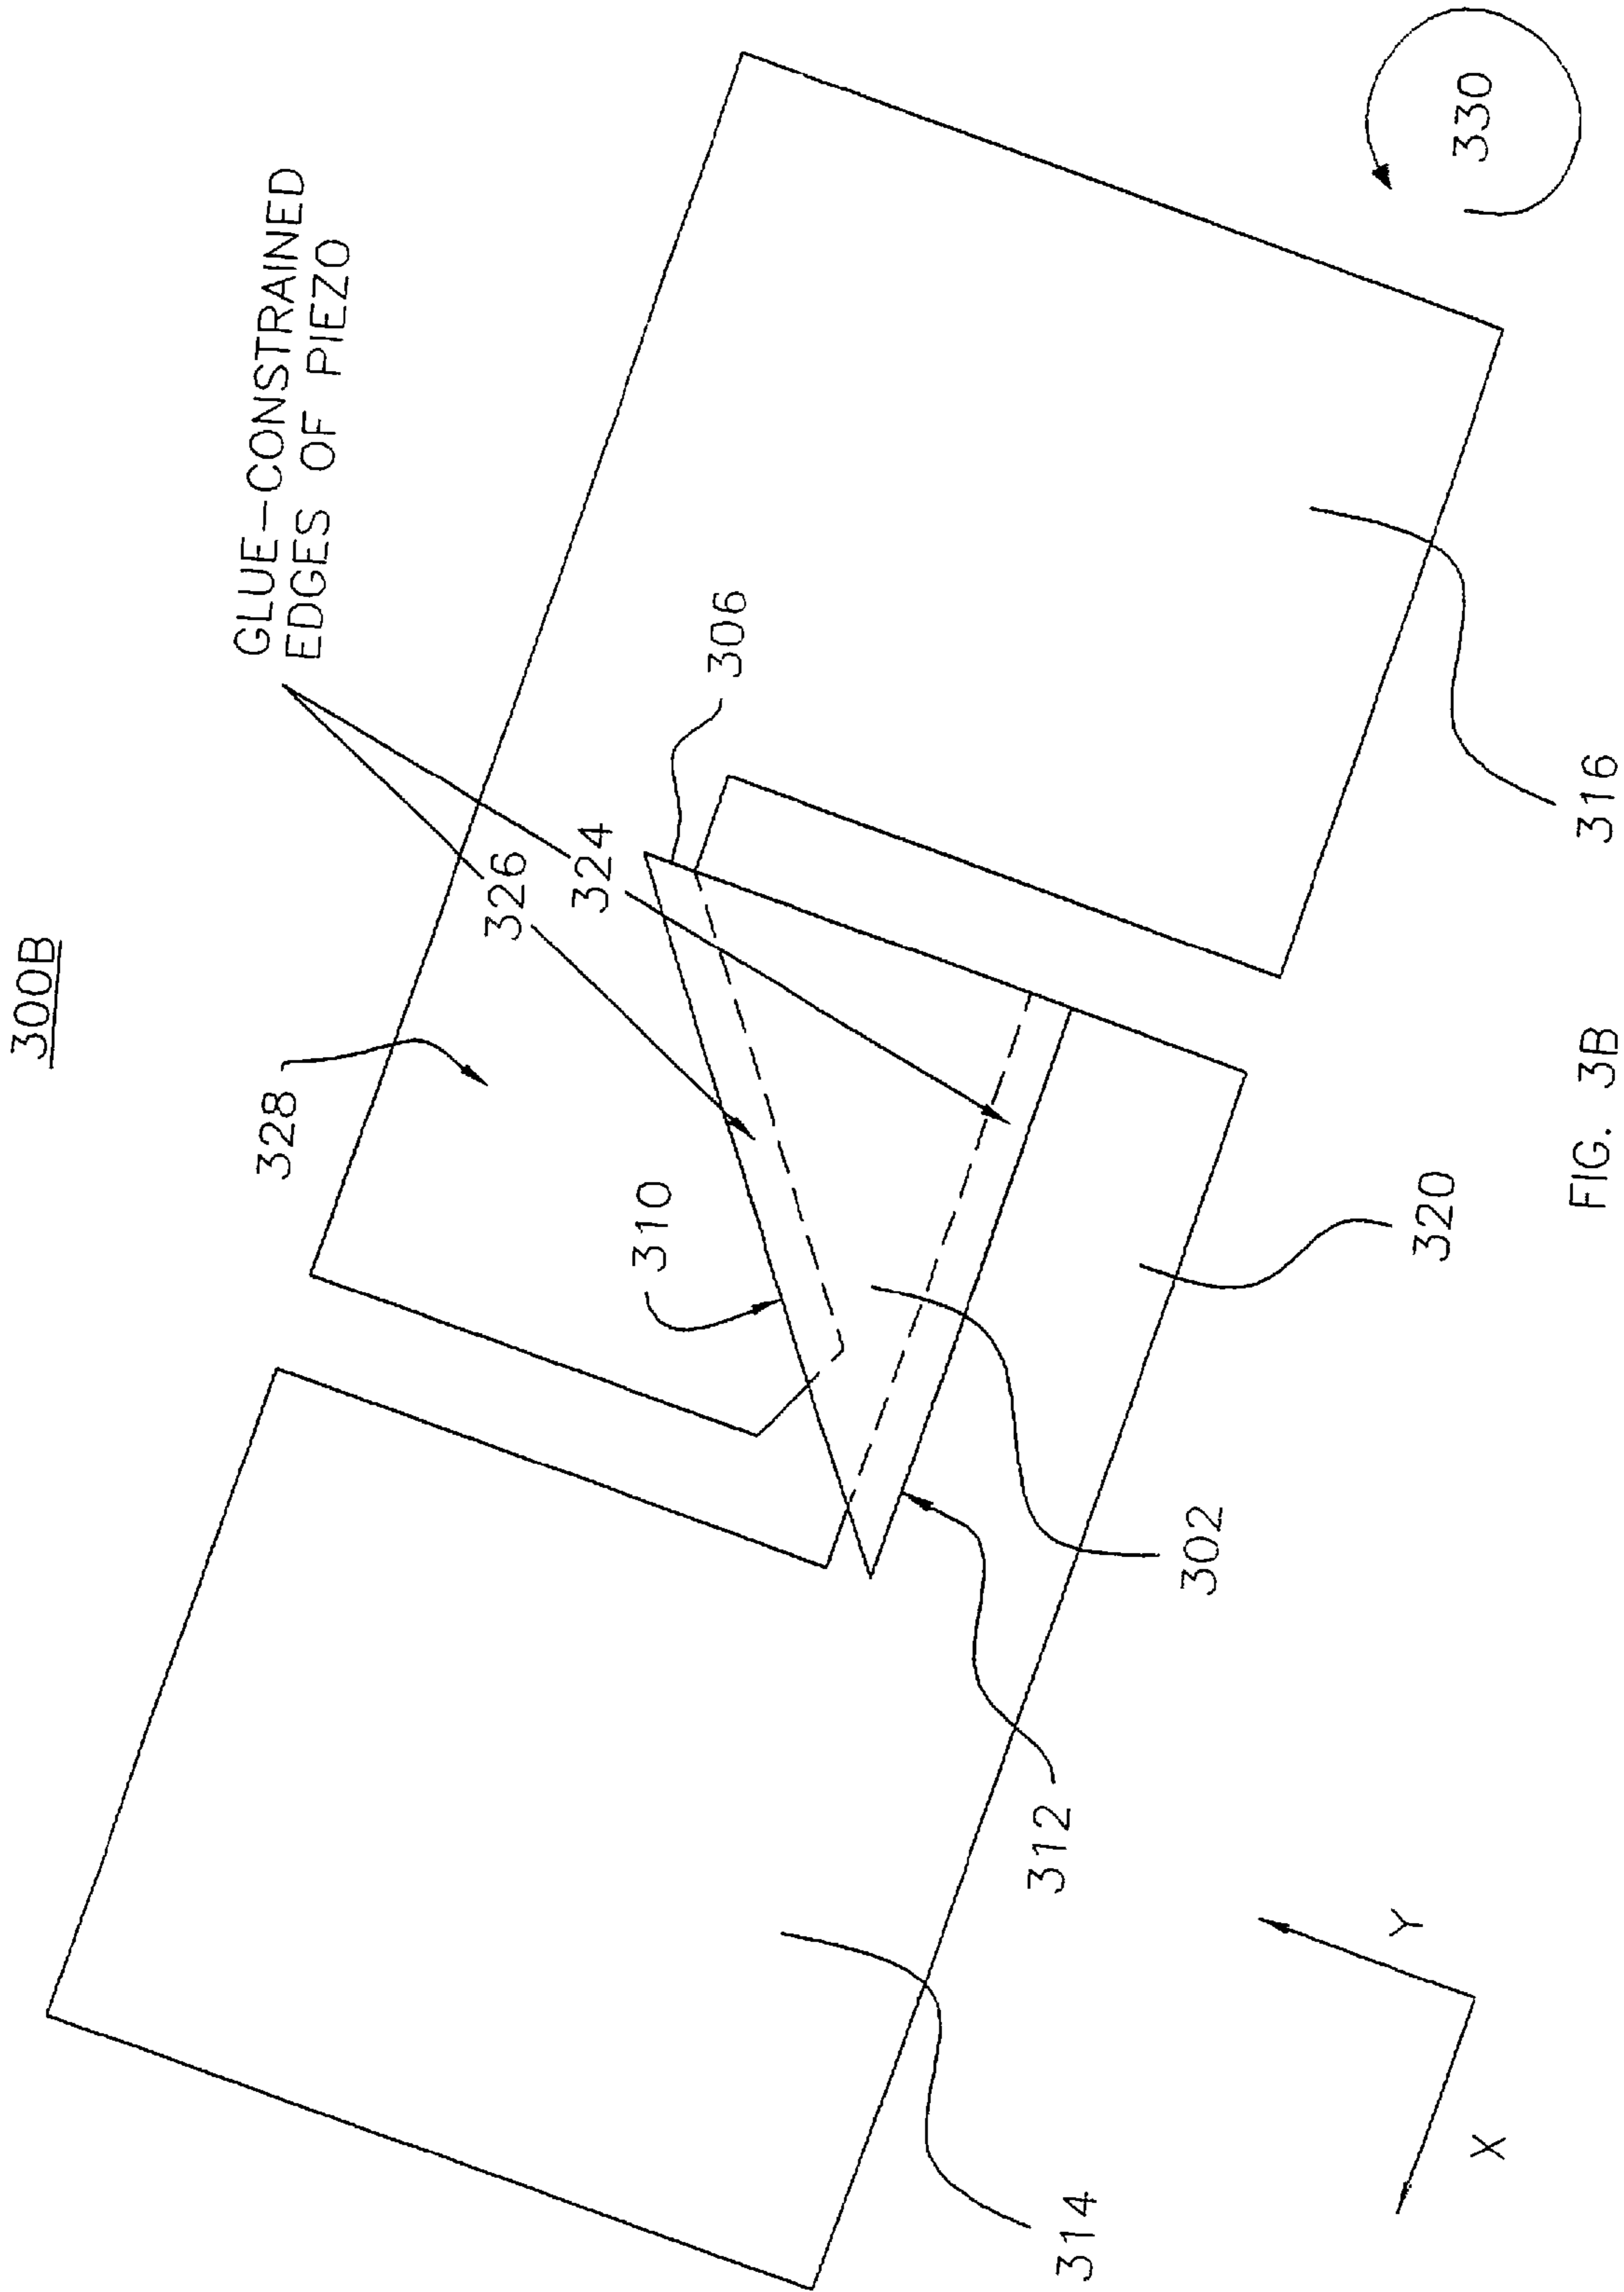 300B
GLUE-CONSTRAINED
EDGES OF PIEZO
328
326
324
306
310
330
312
302
320
314
316
X
Y
FIG. 3B